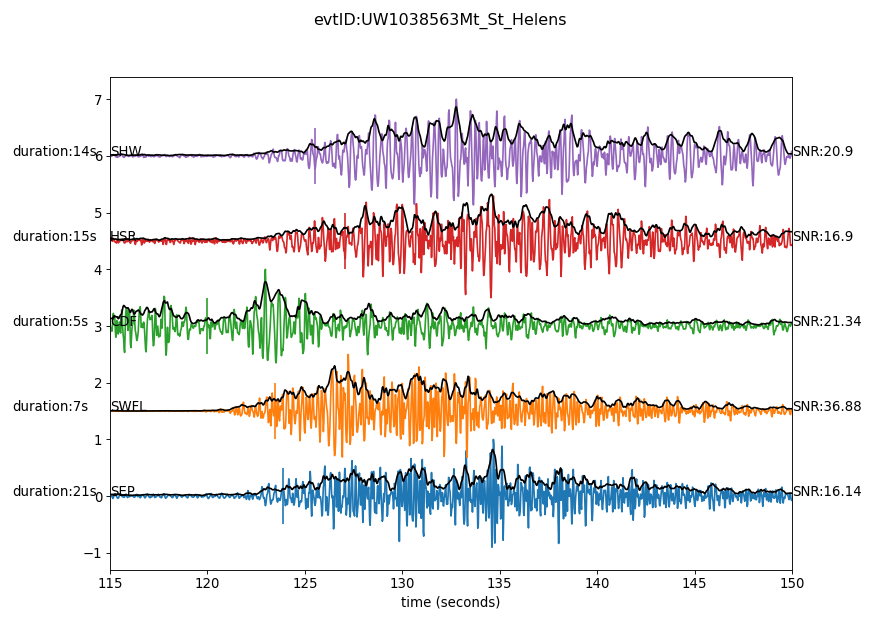 evtID:UW1038563Mt_St_Helens
7
duration:14s
6
SHW
SNR:20.9
5
duration:15s
HSR
SNR:16.9
4
duration:5s
3
CDF
SNR:21.34
2
duration:7s
SWFL
SNR:36.88
1
duration:21s
0
SEP
SNR:16.14
−1
115 120 125 130 135 140 145 150
time (seconds)